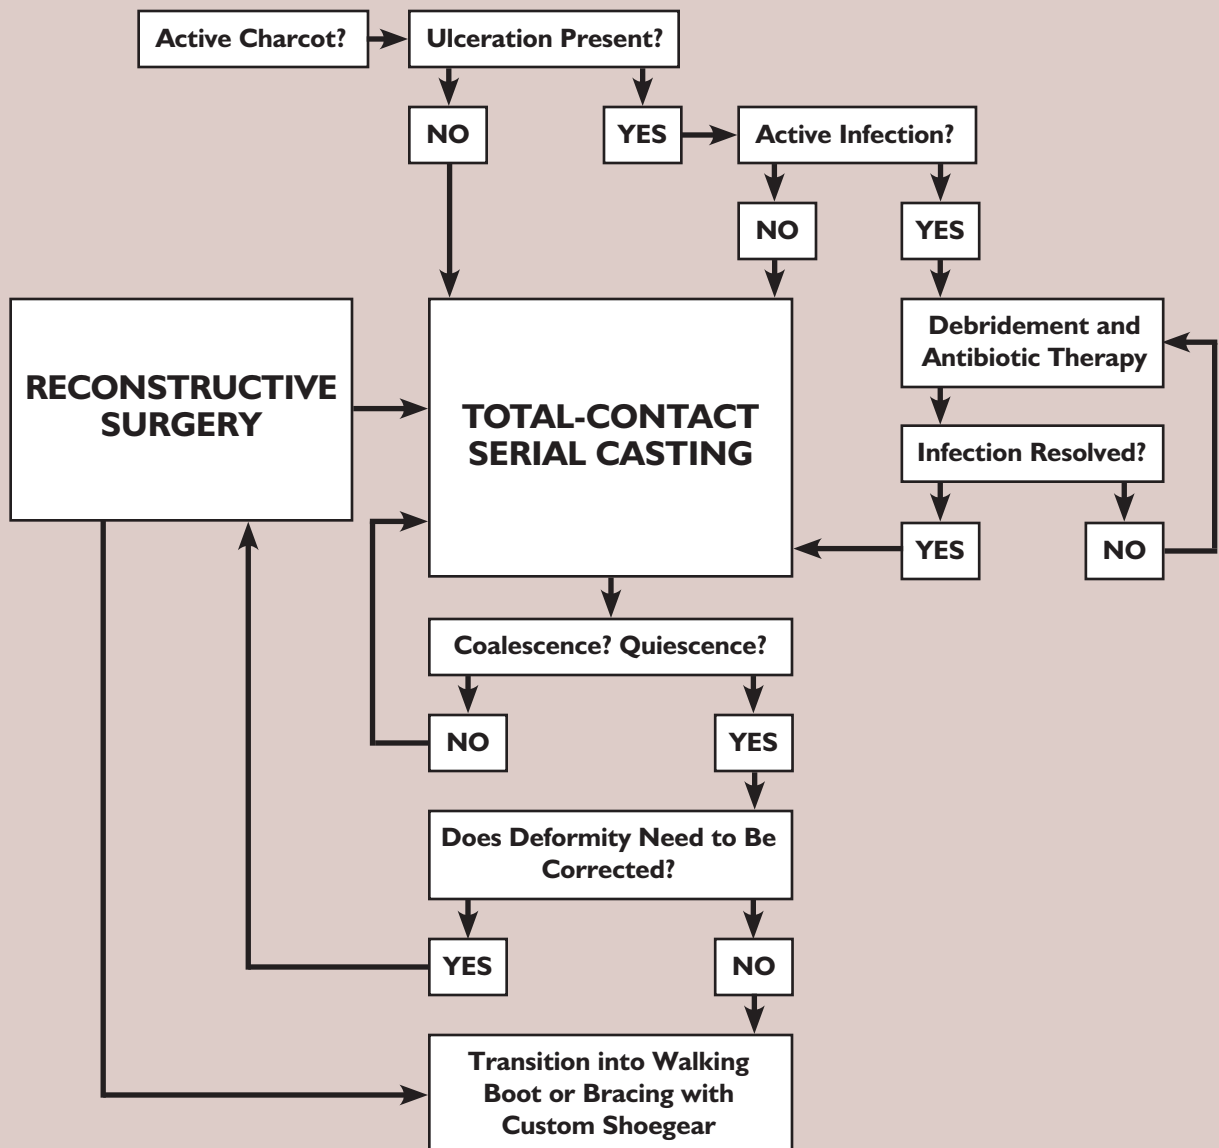 Active Charcot?
Ulceration Present?
NO
YES
Active Infection?
NO
YES
RECONSTRUCTIVE
SURGERY
TOTAL-CONTACT
SERIAL CASTING
Debridement and
Antibiotic Therapy
Infection Resolved?
YES
NO
Coalescence? Quiescence?
NO
YES
Does Deformity Need to Be
Corrected?
YES
NO
Transition into Walking
Boot or Bracing with
Custom Shoegear